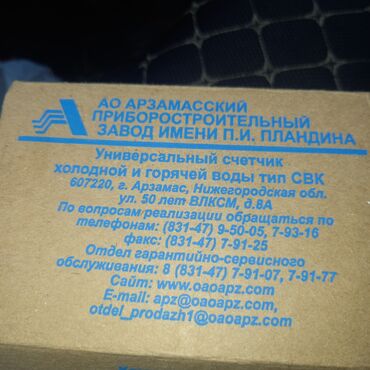 АО АРЗАМАССКИЙ
ПРИБОРОСТРОИТЕЛЬНЫЙ
ЗАВОД ИМЕНИ П.И. ПЛАНДИНА
Универсальный счетчик
холодной и горячей воды тип СВК
607220, г. Арзамас, Нижегородская обл.
ул. 50 лет ВЛКСМ, д.8А
По вопросам реализации обращаться по
телефонам: (831-47) 9-50-05, 7-93-16
факс: (831-47) 7-91-25
Отдел гарантийно-сервисного
обслуживания: 8 (831-47) 7-91-07, 7-91-77
Сайт: www.oaoapz.com
E-mail: apz@oaoapz.com,
otdel_prodazh1@oaoapz.com